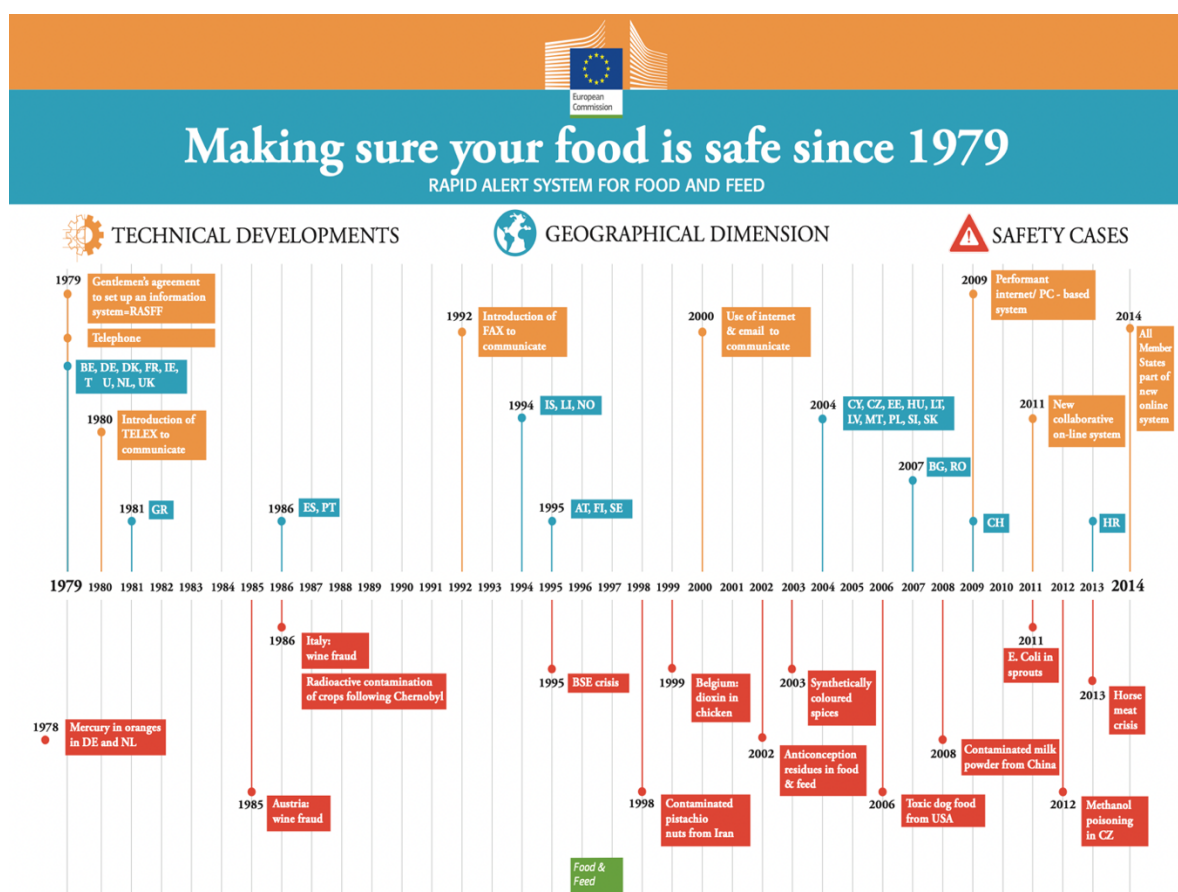 European
Commission
Making sure your food is safe since 1979
RAPID ALERT SYSTEM FOR FOOD AND FEED
TECHNICAL DEVELOPMENTS
GEOGRAPHICAL DIMENSION
SAFETY CASES
1979
Gentlemen's agreement
to set up an information
system=RASFF
Telephone
BE, DE, DK, FR, IE,
T U, NL, UK
1980
Introduction of
TELEX to
communicate
1981
GR
1986
ES, PT
1992
Introduction of
FAX to
communicate
1994
IS, LI, NO
1995
AT, FI, SE
2000
Use of internet
& email to
communicate
2004
CY, CZ, EE, HU, LT,
LV, MT, PL, SI, SK
2007
BG, RO
2009
Performant
internet/ PC - based
system
CH
2011
New
collaborative
on-line system
HR
2014
All
Member
States
part of
new
online
system
1979 1980 1981 1982 1983 1984 1985 1986 1987 1988 1989 1990 1991 1992 1993 1994 1995 1996 1997 1998 1999 2000 2001 2002 2003 2004 2005 2006 2007 2008 2009 2010 2011 2012 2013 2014
1978
Mercury in oranges
in DE and NL
1985
Austria:
wine fraud
1986
Italy:
wine fraud
Radioactive contamination
of crops following Chernobyl
1995
BSE crisis
1998
Contaminated
pistachio
nuts from Iran
1999
Belgium:
dioxin in
chicken
2002
Anticonception
residues in food
& feed
2003
Synthetically
coloured
spices
2006
Toxic dog food
from USA
2008
Contaminated milk
powder from China
2011
E. Coli in
sprouts
2012
Methanol
poisoning
in CZ
2013
Horse
meat
crisis
Food &
Feed